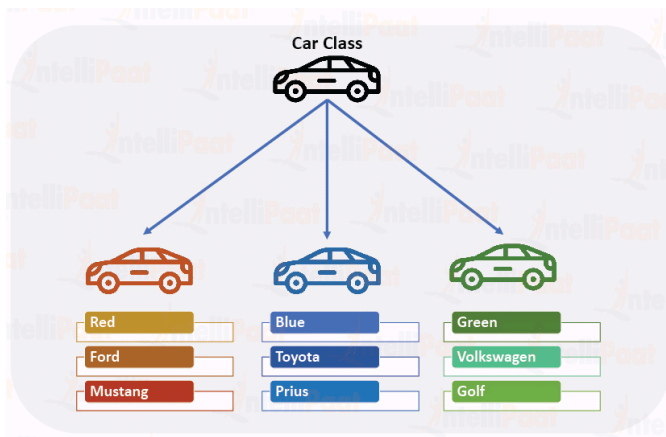 Car Class
Red
Blue
Green
Ford
Toyota
Volkswagen
Mustang
Prius
Golf